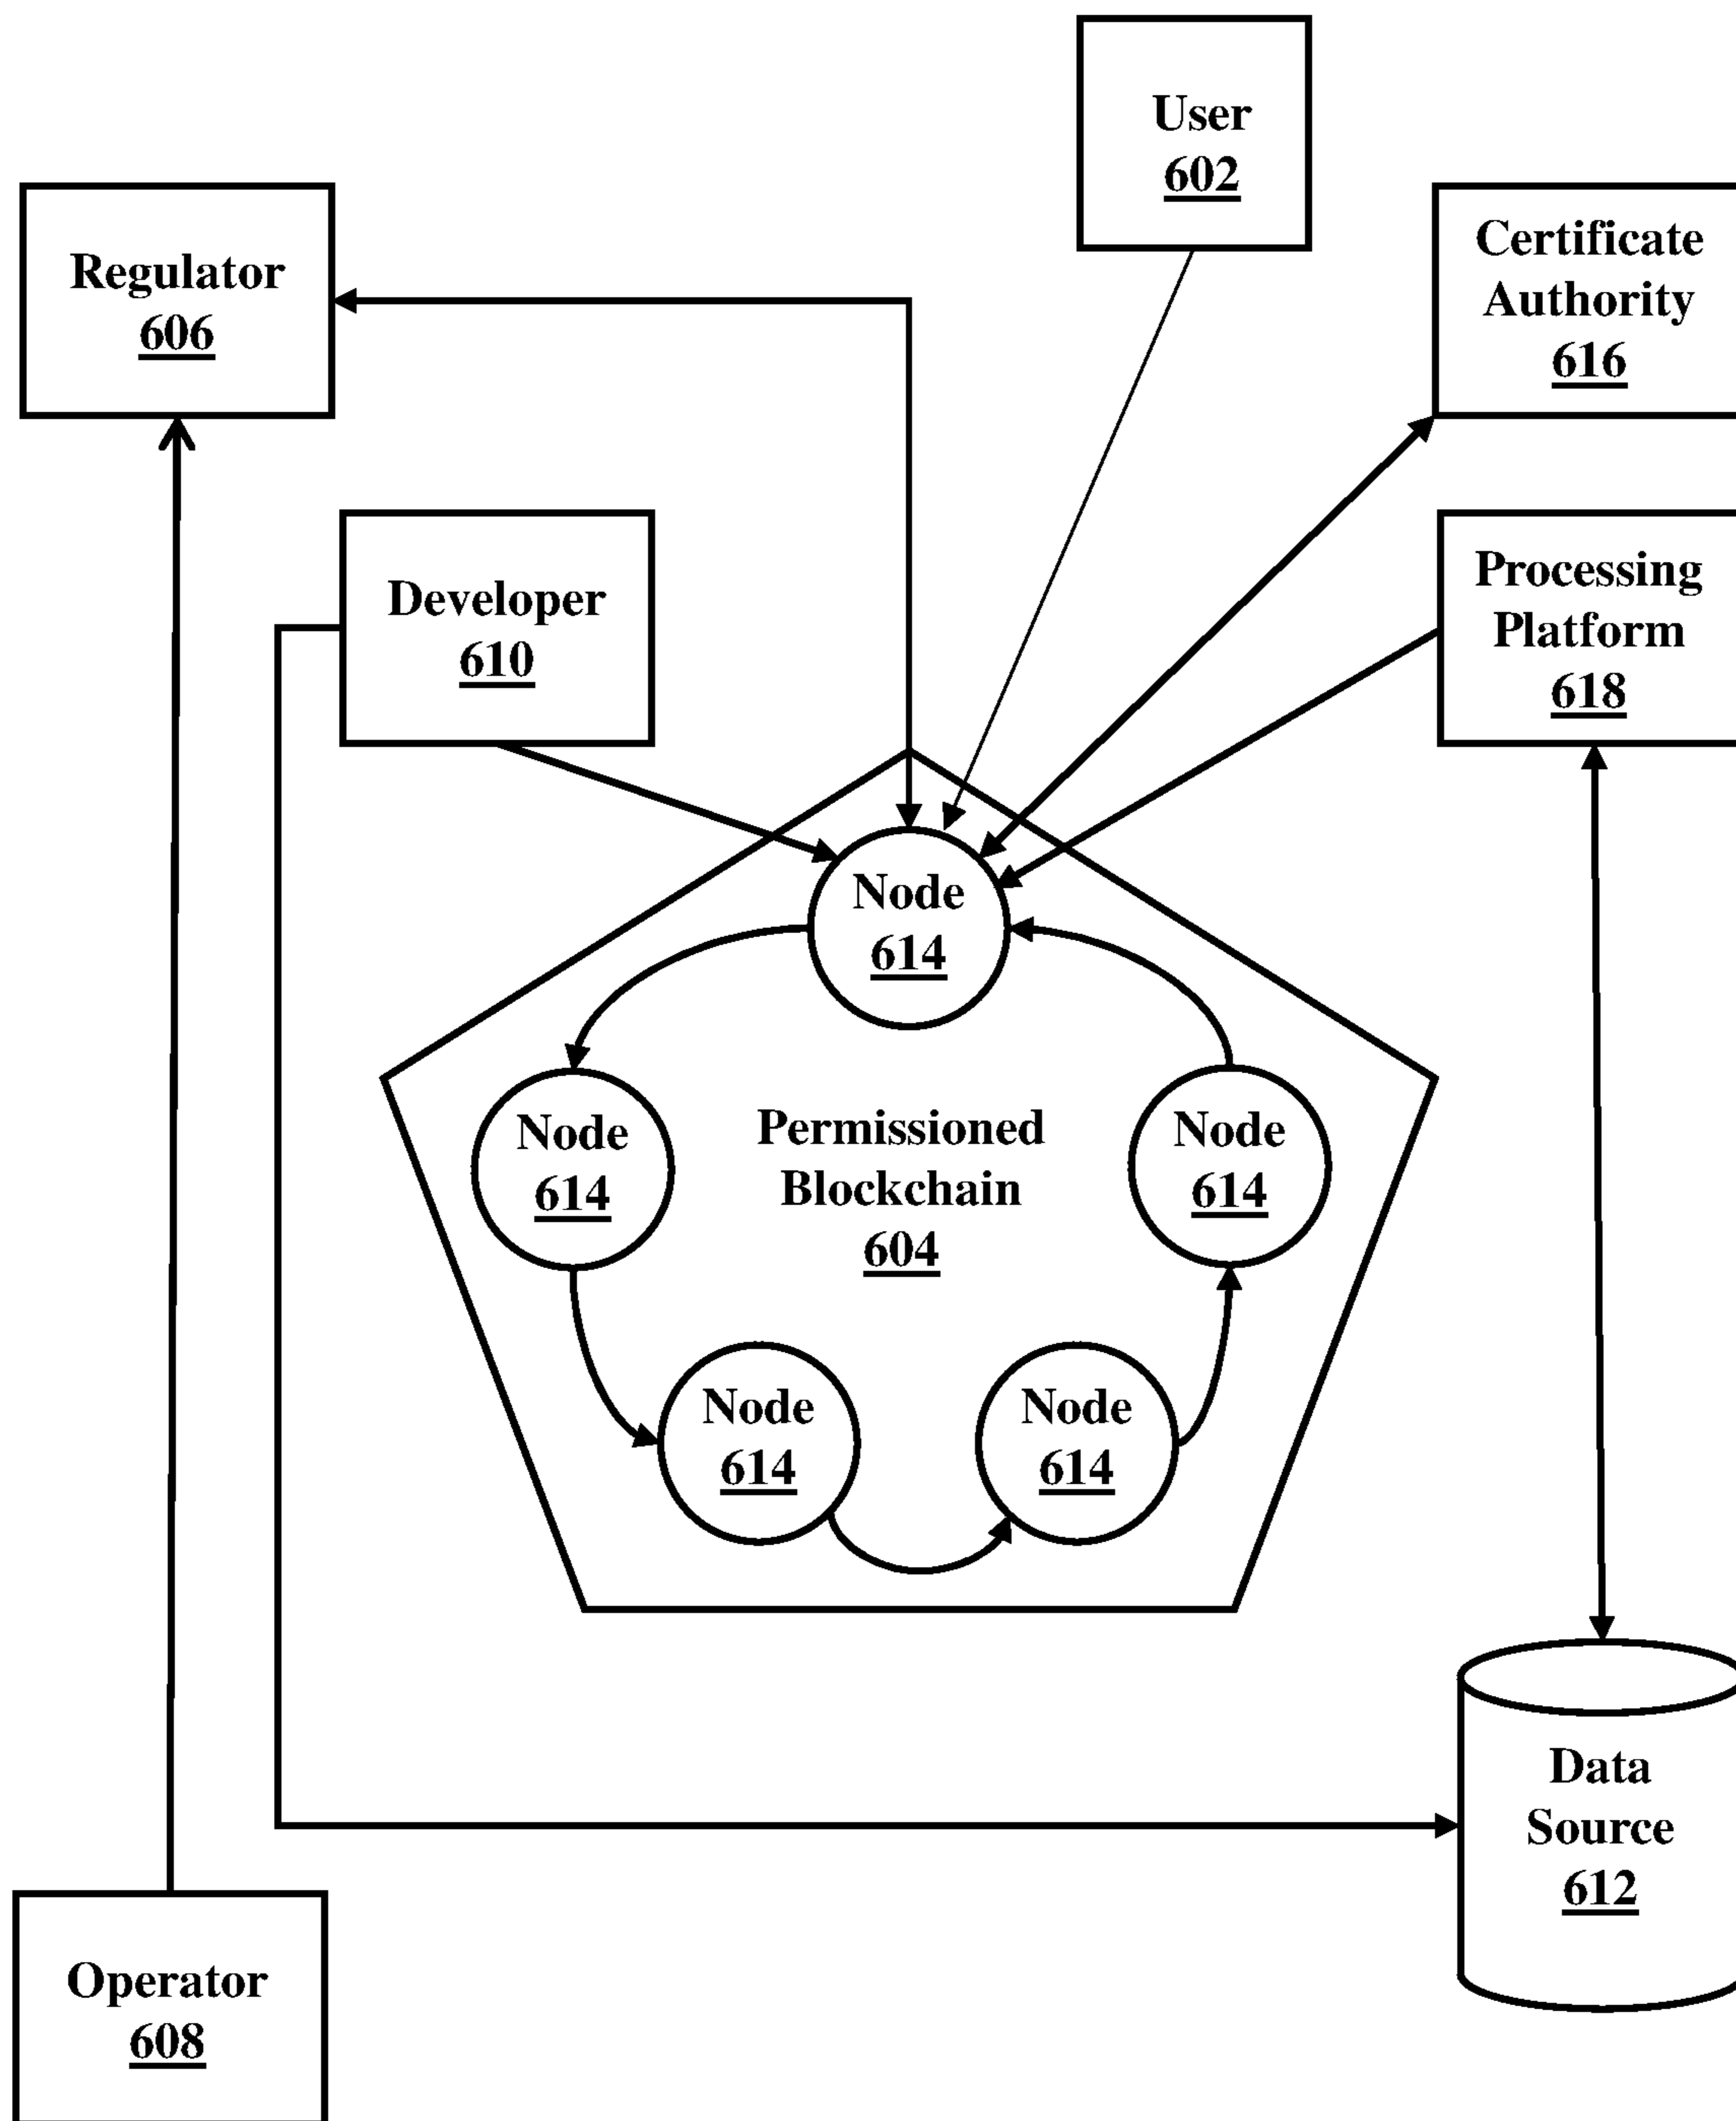 User
602
Regulator
606
Certificate
Authority
616
Developer
610
Processing
Platform
618
Node
614
Node
614
Permissioned
Blockchain
604
Node
614
Node
614
Node
614
Data
Source
612
Operator
608